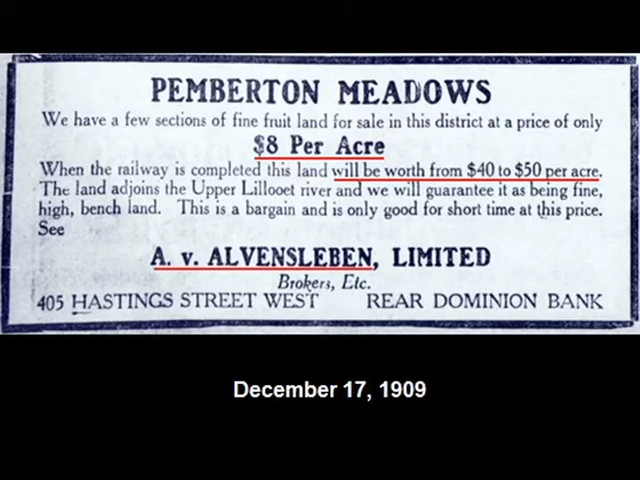 PEMBERTON MEADOWS
We have a few sections of fine fruit land for sale in this district at a price of only
$8 Per Acre
When the railway is completed this land will be worth from $40 to $50 per acre.
The land adjoins the Upper Lillooet river and we will guarantee it as being fine,
high, bench land. This is a bargain and is only good for short time at this price.
See
A. v. ALVENSLEBEN, LIMITED
Brokers, Etc.
405 HASTINGS STREET WEST REAR DOMINION BANK
December 17, 1909